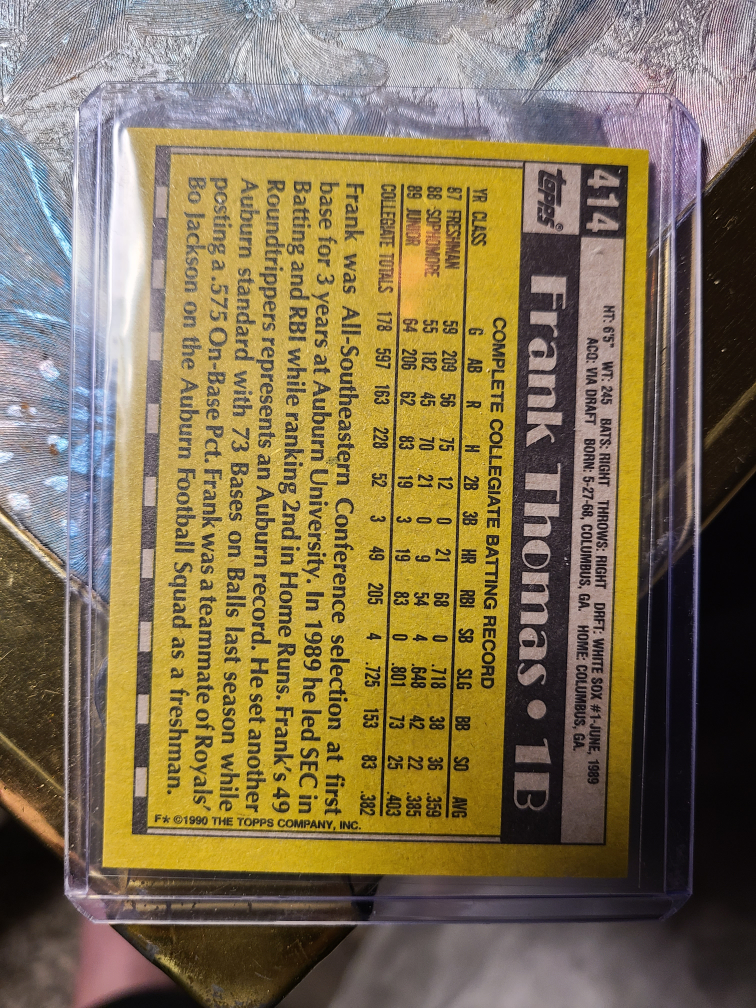 414
TOPPS®
HT: 6'5" WT: 245 BATS: RIGHT THROWS: RIGHT DRFT: WHITE SOX #1-JUNE, 1989
ACQ: VIA DRAFT BORN: 5-27-68, COLUMBUS, GA. HOME: COLUMBUS, GA.
Frank Thomas • 1B
COMPLETE COLLEGIATE BATTING RECORD
YR CLASS G AB R H 2B 3B HR RBI SB SLG BB SO AVG
87 FRESHMAN 59 209 56 75 12 0 21 68 0 .718 38 36 .359
88 SOPHOMORE 55 182 45 70 21 0 9 54 4 .648 42 22 .385
89 JUNIOR 64 206 62 83 19 3 19 83 0 .801 73 25 .403
COLLEGIATE TOTALS 178 597 163 228 52 3 49 205 4 .725 153 83 .382
Frank was All-Southeastern Conference selection at first
base for 3 years at Auburn University. In 1989 he led SEC in
Batting and RBI while ranking 2nd in Home Runs. Frank's 49
Roundtrippers represents an Auburn record. He set another
Auburn standard with 73 Bases on Balls last season while
posting a .575 On-Base Pct. Frank was a teammate of Royals'
Bo Jackson on the Auburn Football Squad as a freshman.
F* ©1990 THE TOPPS COMPANY, INC.